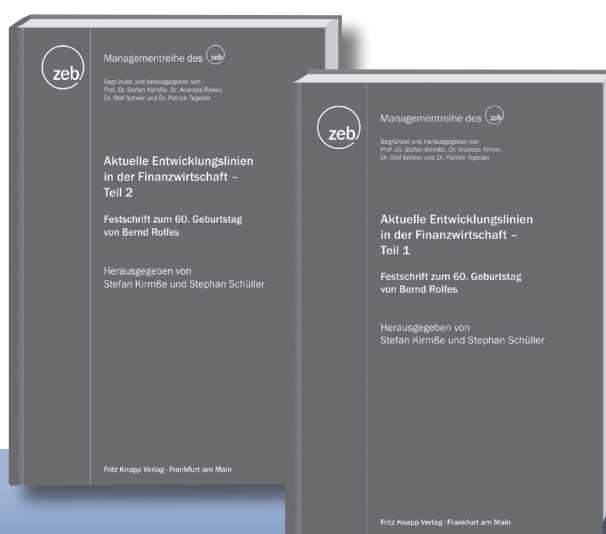 zeb
Managementreihe des zeb
Begründet und herausgegeben von
Prof. Dr. Stefan Kirmße, Dr. Andreas Rinker,
Dr. Olaf Scheer und Dr. Patrick Tegeder
Aktuelle Entwicklungslinien
in der Finanzwirtschaft –
Teil 2
Festschrift zum 60. Geburtstag
von Bernd Rolfes
Herausgegeben von
Stefan Kirmße und Stephan Schüller
Fritz Knapp Verlag · Frankfurt am Main
zeb
Managementreihe des zeb
Begründet und herausgegeben von
Prof. Dr. Stefan Kirmße, Dr. Andreas Rinker,
Dr. Olaf Scheer und Dr. Patrick Tegeder
Aktuelle Entwicklungslinien
in der Finanzwirtschaft –
Teil 1
Festschrift zum 60. Geburtstag
von Bernd Rolfes
Herausgegeben von
Stefan Kirmße und Stephan Schüller
Fritz Knapp Verlag · Frankfurt am Main